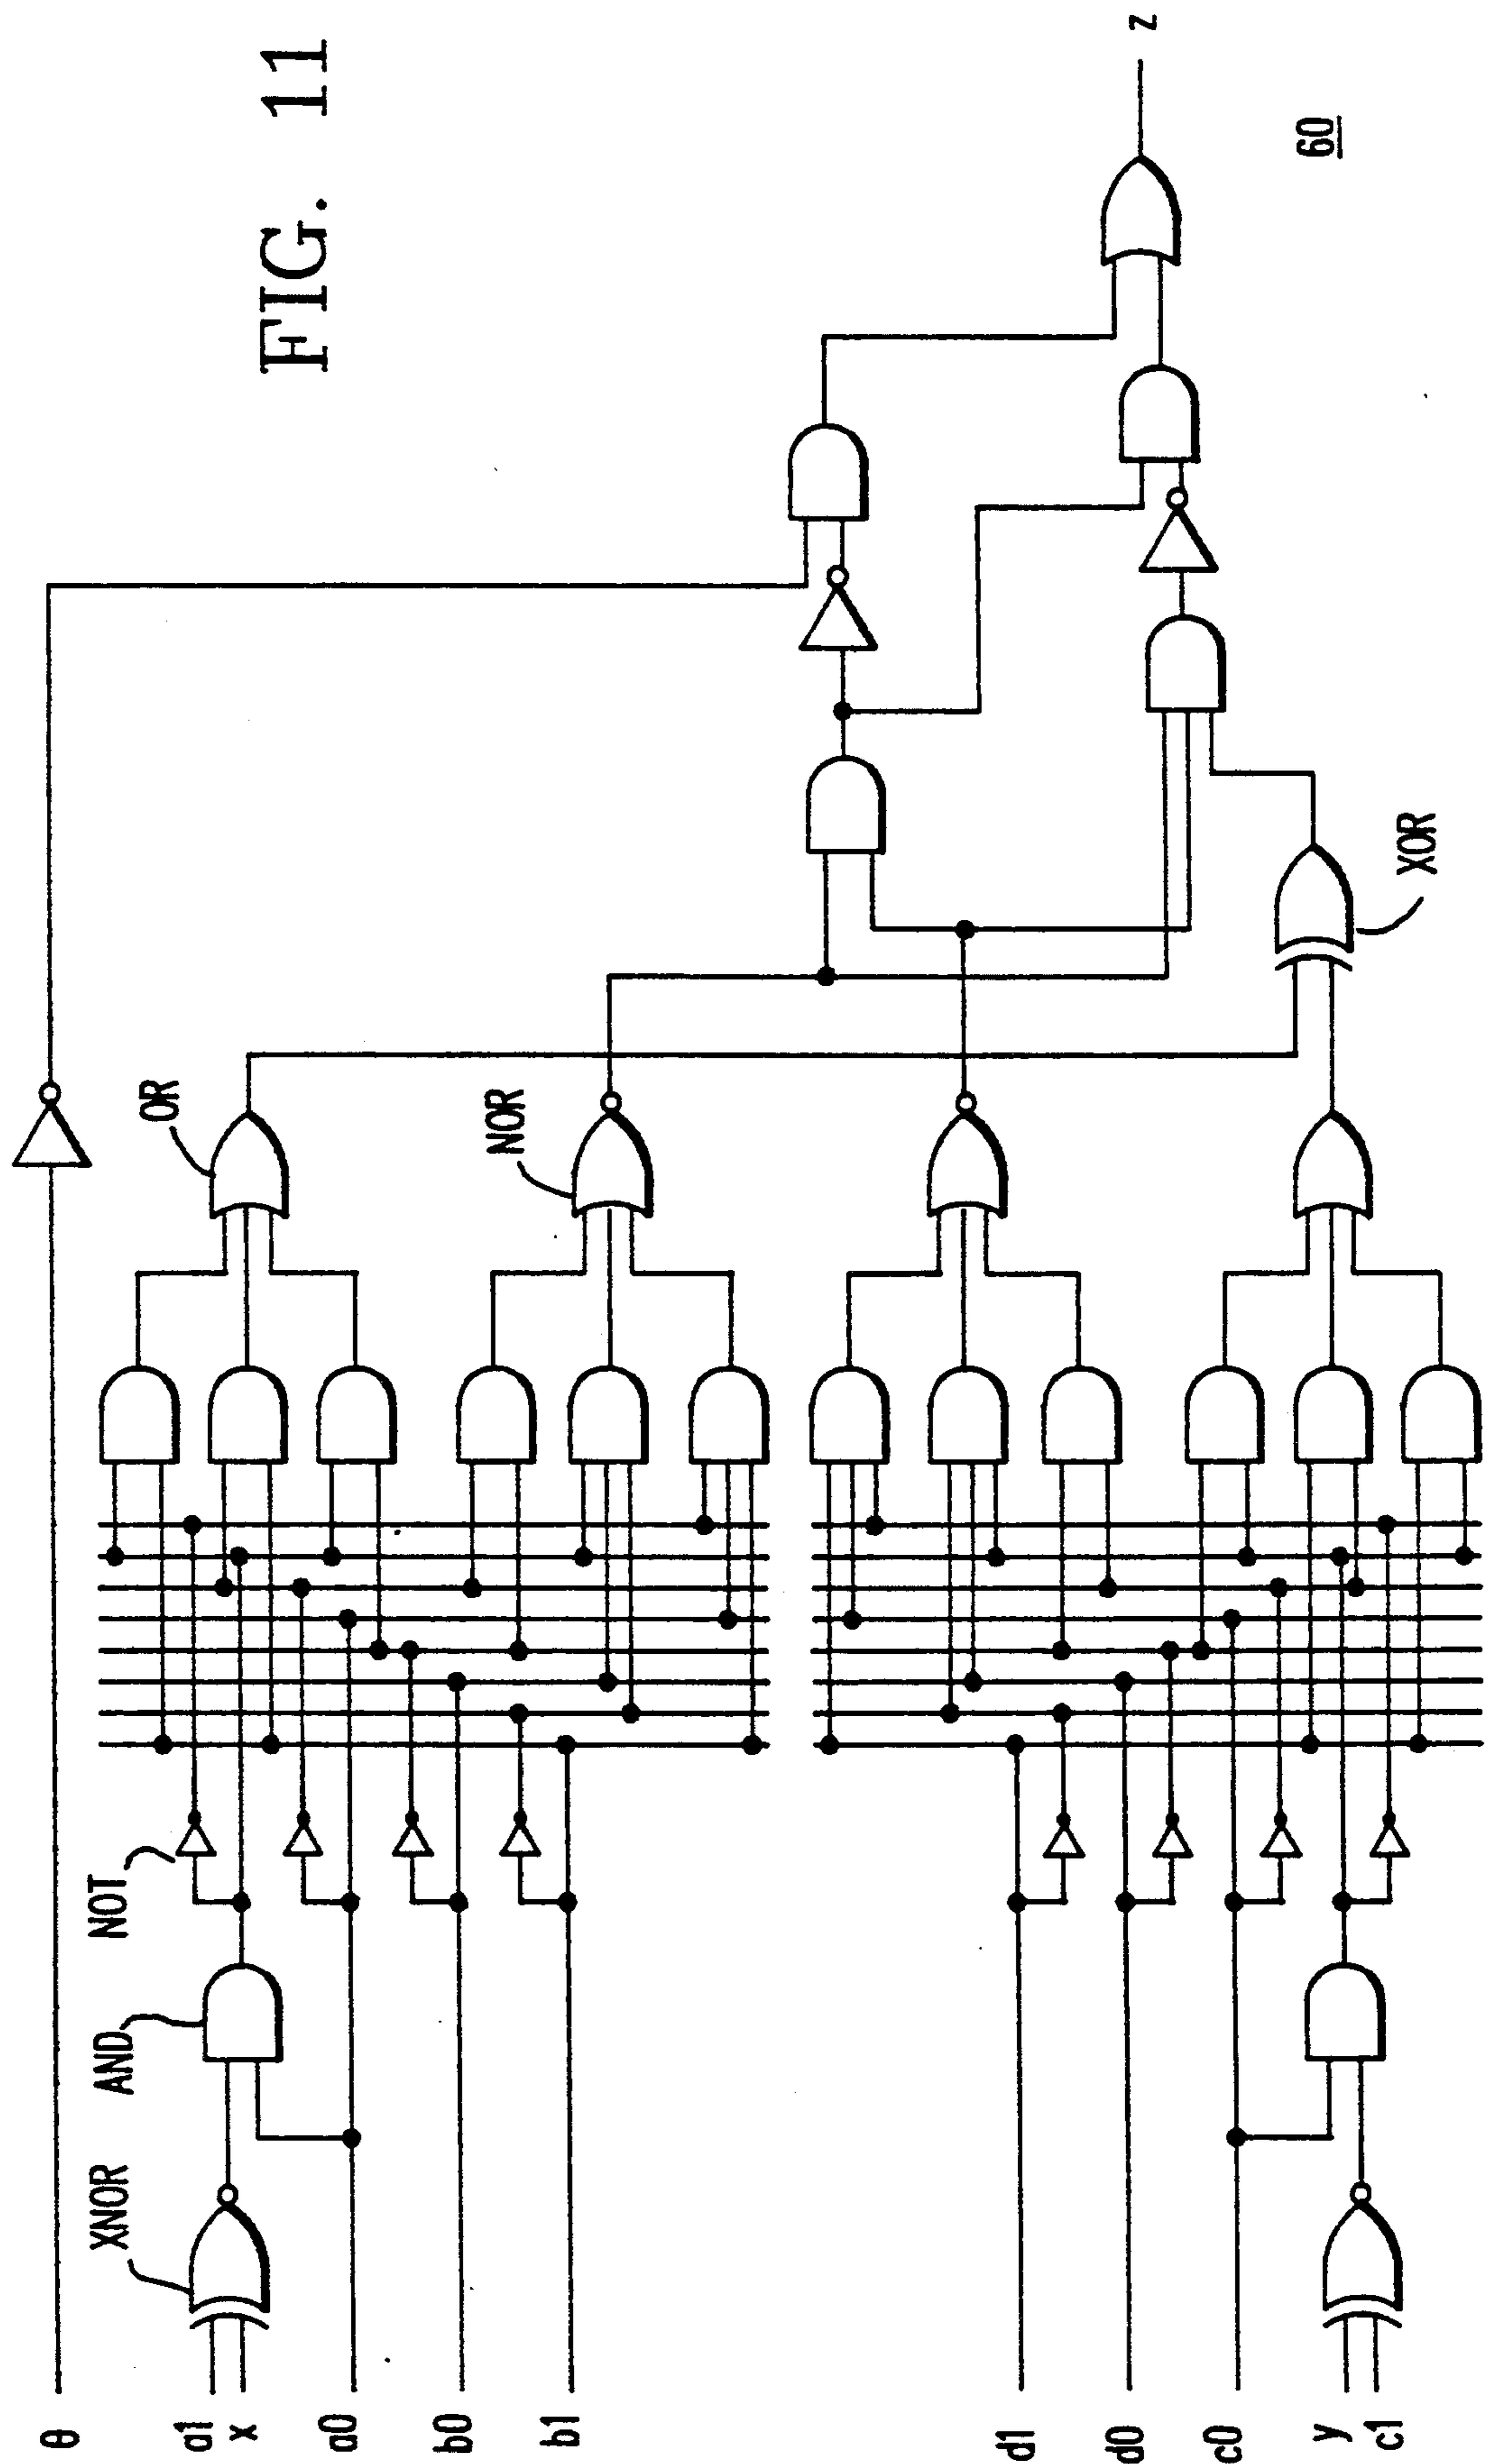 FIG. 11
60
θ
a1
x
a0
b0
b1
d1
d0
c0
y
c1
XNOR
AND
NOT
OR
NOR
XOR
z